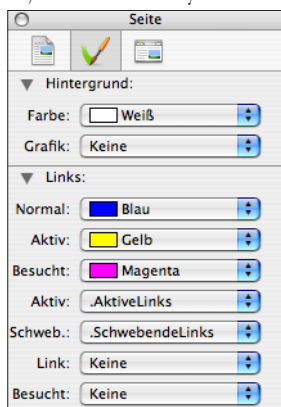 Seite
Hintergrund:
Farbe: Weiß
Grafik: Keine
Links:
Normal: Blau
Aktiv: Gelb
Besucht: Magenta
Aktiv: .AktiveLinks
Schweb.: .SchwebendeLinks
Link: Keine
Besucht: Keine